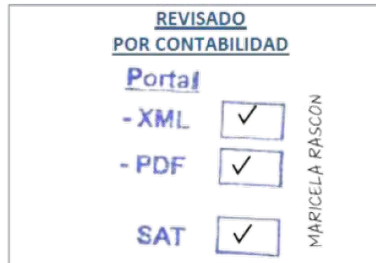 REVISADO
POR CONTABILIDAD
Portal
- XML ✓
- PDF ✓
SAT ✓
MARICELA RASCON